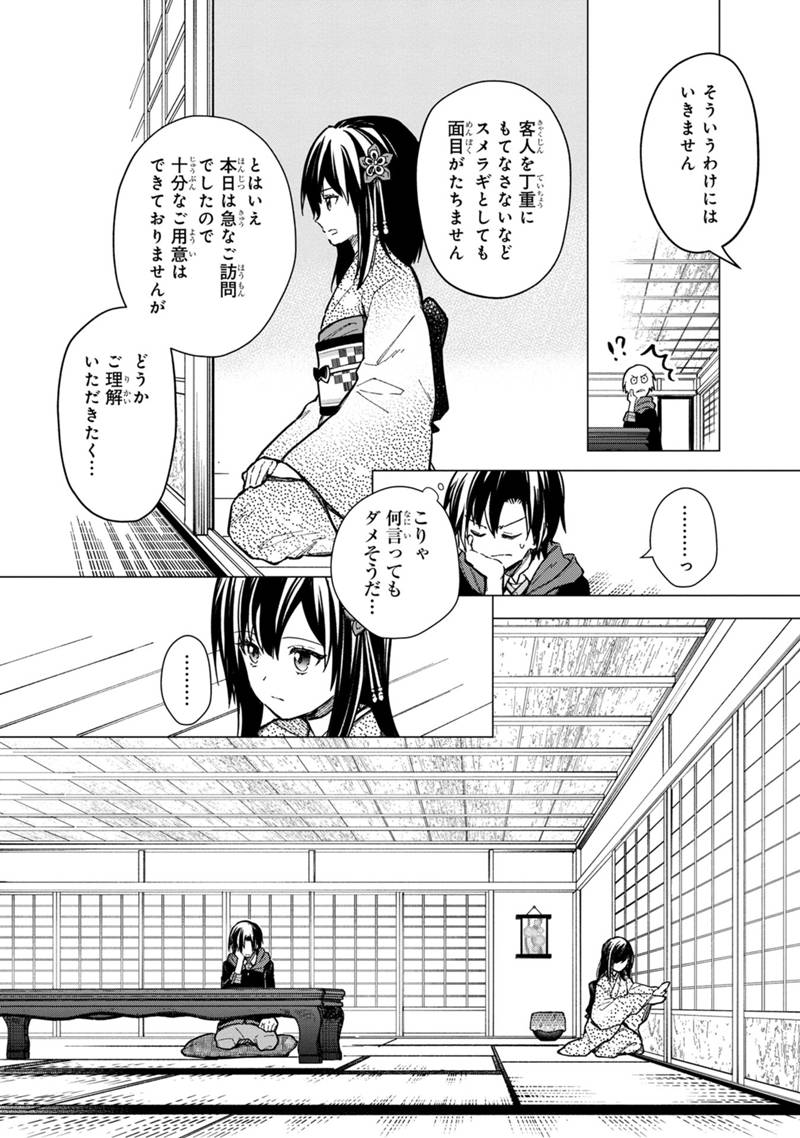 そういうわけには
いきません
!?
客人を丁重に
もてなさないなど
スメラギとしても
面目がたちません
とはいえ
本日は急なご訪問
でしたので
十分なご用意は
できておりませんが
どうか
ご理解
いただきたく…
………っ
こりゃ
何言っても
ダメそうだ…
………